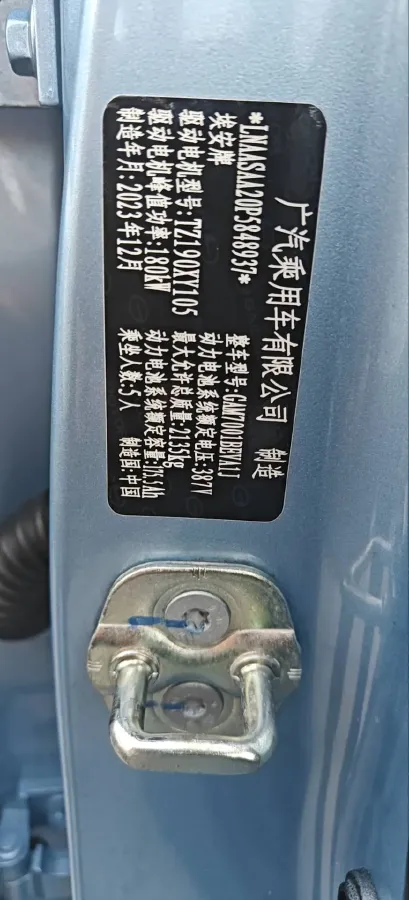 广汽乘用车有限公司 制造
*LNAASAA20P5848937*
埃安牌 整车型号:GAM7001BEVA1J
驱动电机型号:TZ190XY105 动力电池系统额定电压:387V
驱动电机峰值功率:180kW 最大允许总质量:2135kg
动力电池系统额定容量:175.5Ah
制造年月:2023年12月 乘坐人数:5人 制造国:中国